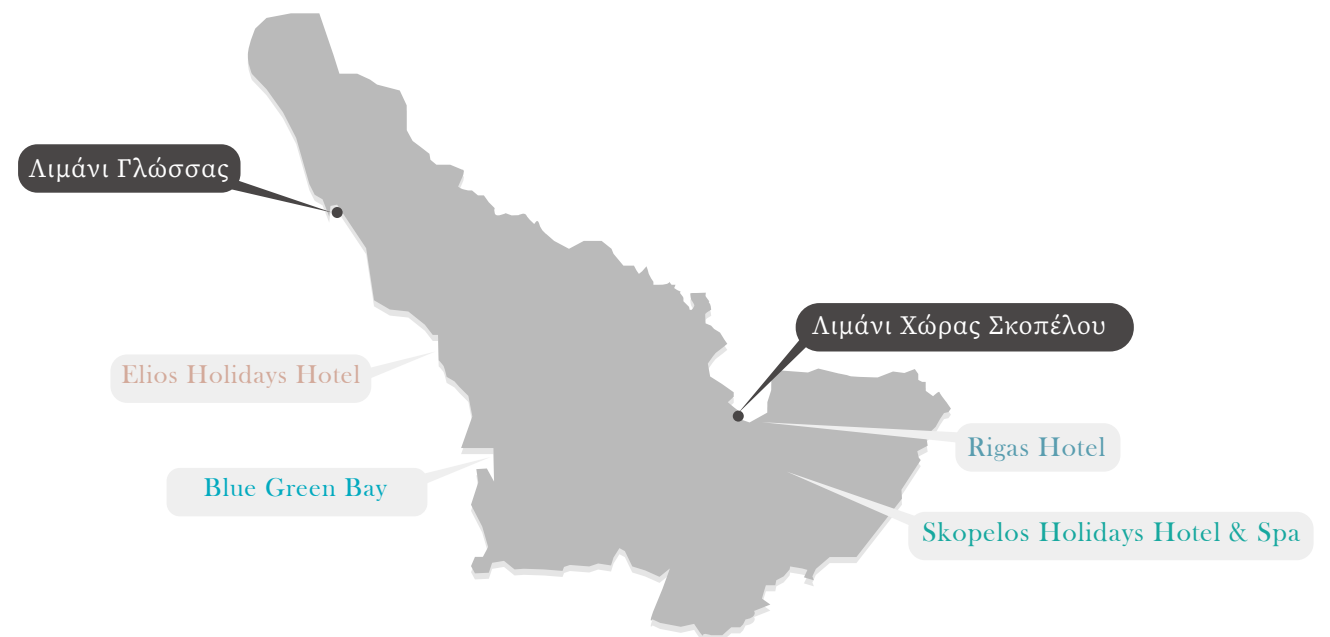 Λιμάνι Γλώσσας
Λιμάνι Χώρας Σκοπέλου
Elios Holidays Hotel
Rigas Hotel
Blue Green Bay
Skopelos Holidays Hotel & Spa